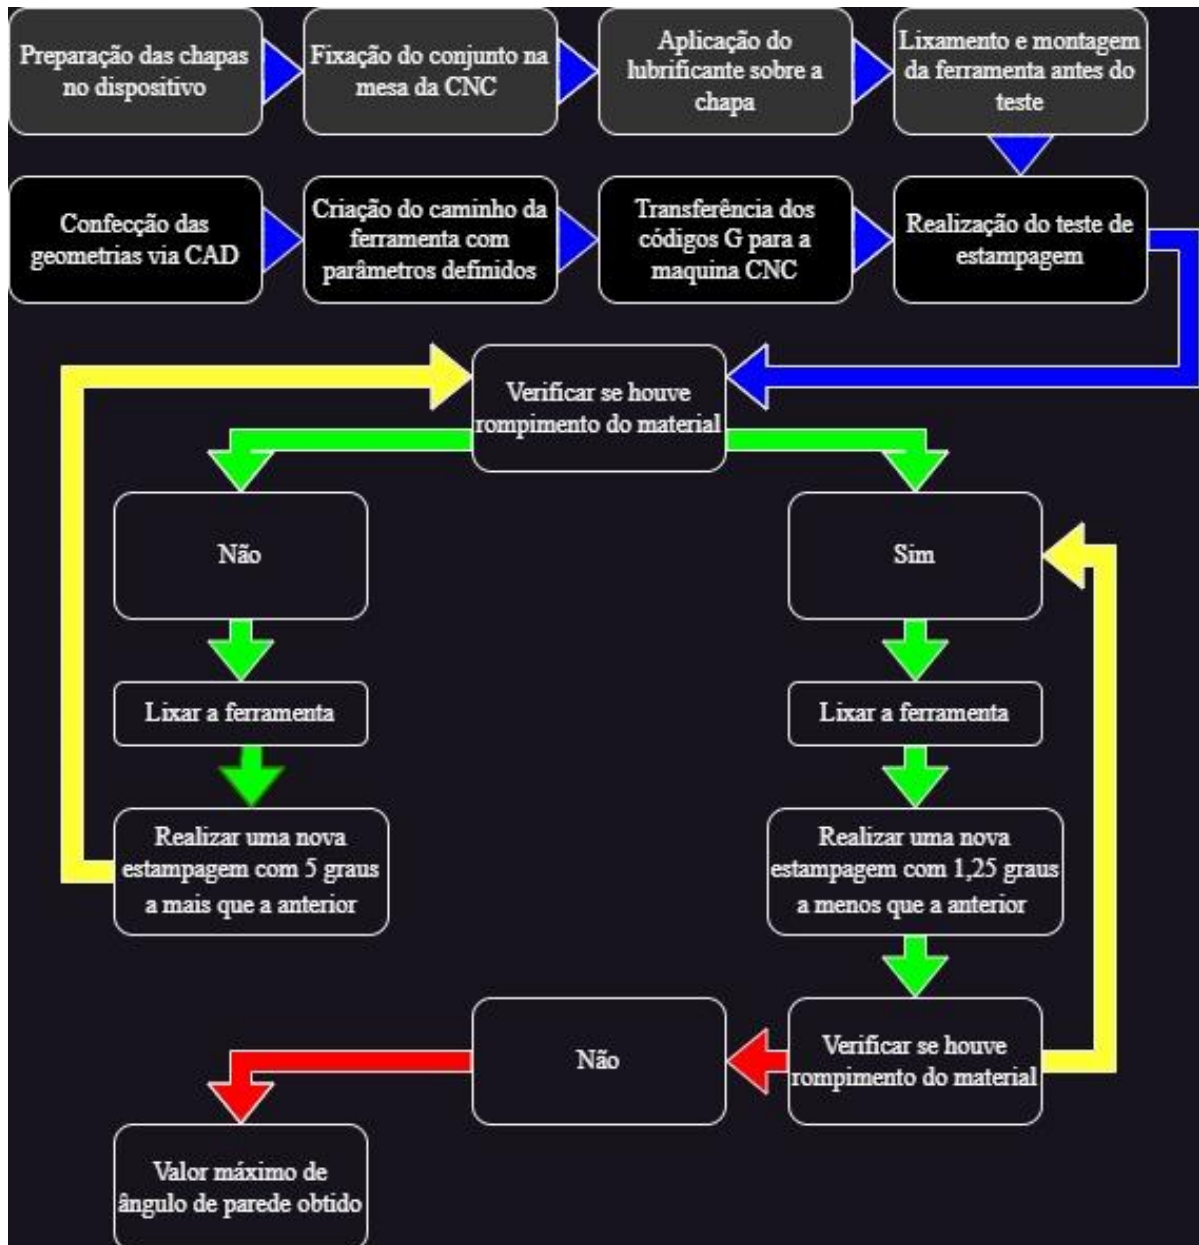 Preparação das chapas
no dispositivo
Fixação do conjunto na
mesa da CNC
Aplicação do
lubrificante sobre a
chapa
Lixamento e montagem
da ferramenta antes do
teste
Confecção das
geometrias via CAD
Criação do caminho da
ferramenta com
parâmetros definidos
Transferência dos
códigos G para a
maquina CNC
Realização do teste de
estampagem
Verificar se houve
rompimento do material
Não
Sim
Lixar a ferramenta
Lixar a ferramenta
Realizar uma nova
estampagem com 5 graus
a mais que a anterior
Realizar uma nova
estampagem com 1,25 graus
a menos que a anterior
Não
Verificar se houve
rompimento do material
Valor máximo de
ângulo de parede obtido